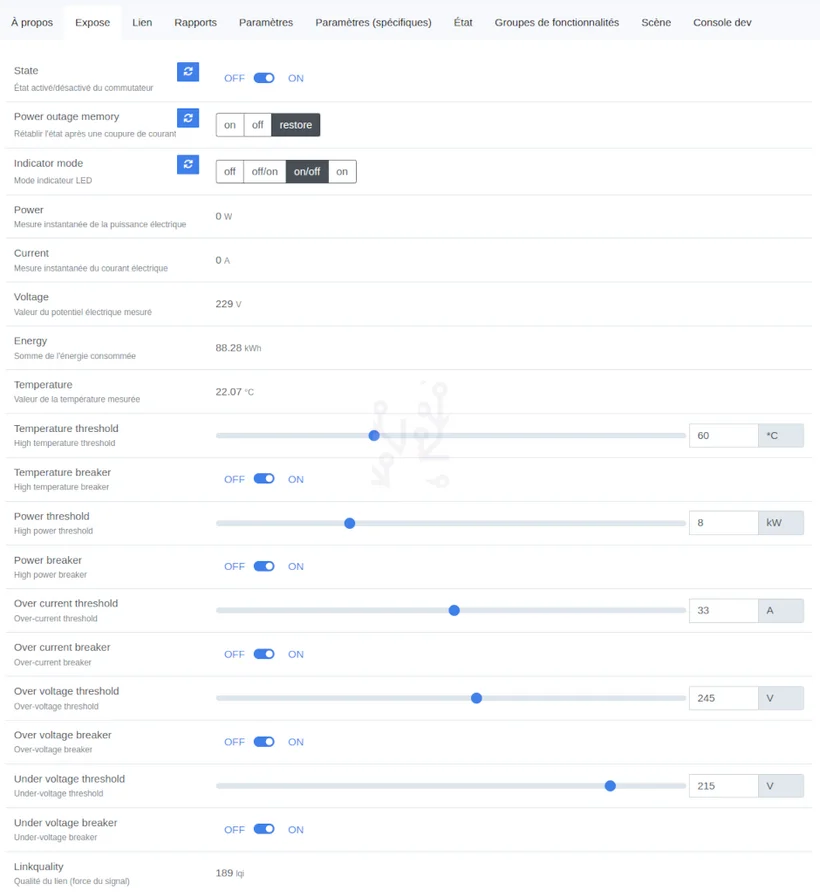 À propos Expose Lien Rapports Paramètres Paramètres (spécifiques) État Groupes de fonctionnalités Scène Console dev
State
État activé/désactivé du commutateur
OFF ON
Power outage memory
Rétablir l'état après une coupure de courant
on off restore
Indicator mode
Mode indicateur LED
off off/on on/off on
Power
Mesure instantanée de la puissance électrique
0 W
Current
Mesure instantanée du courant électrique
0 A
Voltage
Valeur du potentiel électrique mesuré
229 V
Energy
Somme de l'énergie consommée
88.28 kWh
Temperature
Valeur de la température mesurée
22.07 °C
Temperature threshold
High temperature threshold
60 *C
Temperature breaker
High temperature breaker
OFF ON
Power threshold
High power threshold
8 kW
Power breaker
High power breaker
OFF ON
Over current threshold
Over-current threshold
33 A
Over current breaker
Over-current breaker
OFF ON
Over voltage threshold
Over-voltage threshold
245 V
Over voltage breaker
Over-voltage breaker
OFF ON
Under voltage threshold
Under-voltage threshold
215 V
Under voltage breaker
Under-voltage breaker
OFF ON
Linkquality
Qualité du lien (force du signal)
189 lqi